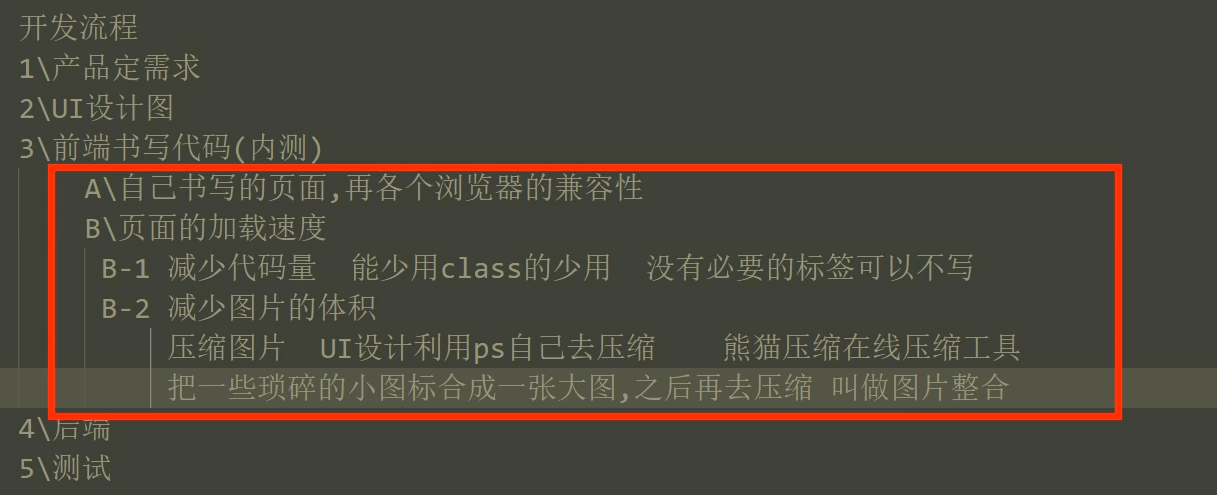 开发流程
1\产品定需求
2\UI设计图
3\前端书写代码(内测)
A\自己书写的页面,再各个浏览器的兼容性
B\页面的加载速度
B-1 减少代码量 能少用class的少用 没有必要的标签可以不写
B-2 减少图片的体积
压缩图片 UI设计利用ps自己去压缩 熊猫压缩在线压缩工具
把一些琐碎的小图标合成一张大图,之后再去压缩 叫做图片整合
4\后端
5\测试